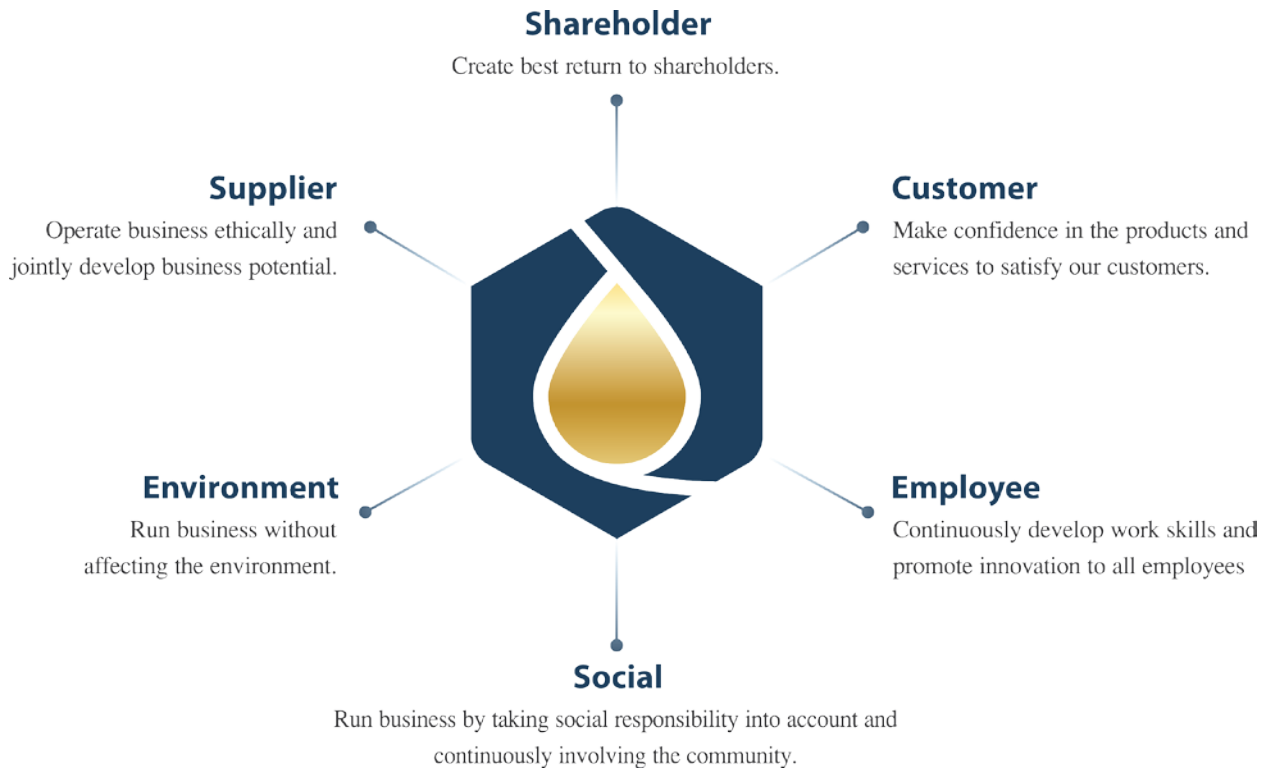 Shareholder
Create best return to shareholders.
Supplier
Operate business ethically and
jointly develop business potential.
Customer
Make confidence in the products and
services to satisfy our customers.
Environment
Run business without
affecting the environment.
Employee
Continuously develop work skills and
promote innovation to all employees
Social
Run business by taking social responsibility into account and
continuously involving the community.